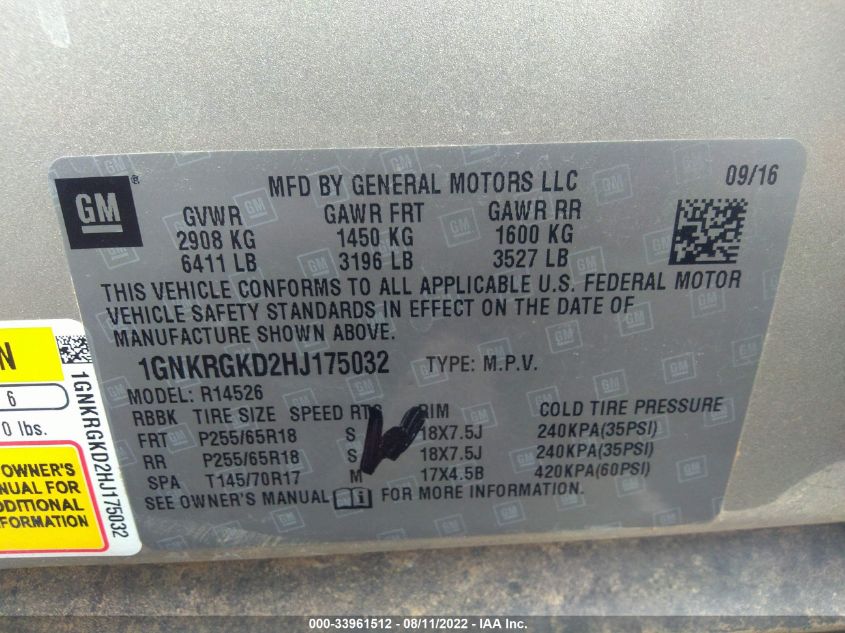 GM ®
MFD BY GENERAL MOTORS LLC
09/16
GVWR GAWR FRT GAWR RR
2908 KG 1450 KG 1600 KG
6411 LB 3196 LB 3527 LB
THIS VEHICLE CONFORMS TO ALL APPLICABLE U.S. FEDERAL MOTOR
VEHICLE SAFETY STANDARDS IN EFFECT ON THE DATE OF
MANUFACTURE SHOWN ABOVE.
1GNKRGKD2HJ175032 TYPE: M.P.V.
MODEL: R14526
RBBK TIRE SIZE SPEED RTG RIM COLD TIRE PRESSURE
FRT P255/65R18 S 18X7.5J 240KPA(35PSI)
RR P255/65R18 S 18X7.5J 240KPA(35PSI)
SPA T145/70R17 M 17X4.5B 420KPA(60PSI)
SEE OWNER'S MANUAL i FOR MORE INFORMATION.
N
6
0 lbs.
OWNER'S
NUAL FOR
DDITIONAL
FORMATION
1GNKRGKD2HJ175032
000-33961512 - 08/11/2022 - IAA Inc.